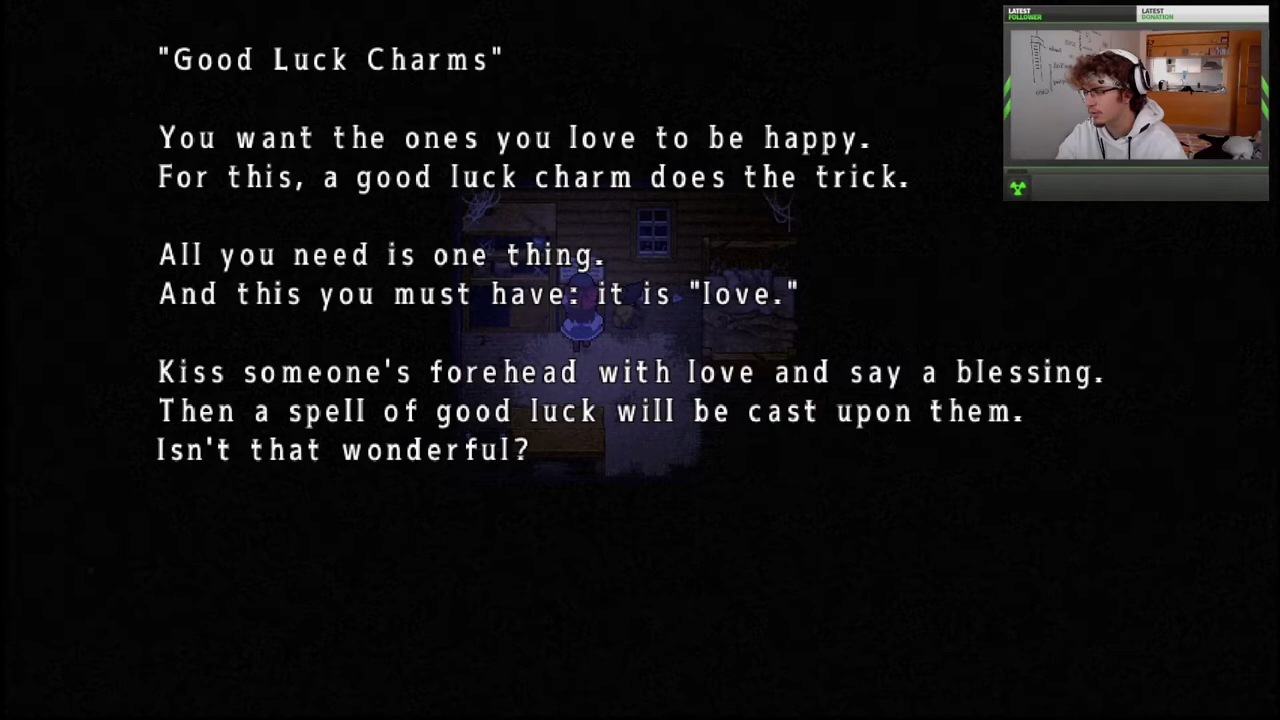 "Good Luck Charms"
You want the ones you love to be happy.
For this, a good luck charm does the trick.
All you need is one thing.
And this you must have: it is "love."
Kiss someone's forehead with love and say a blessing.
Then a spell of good luck will be cast upon them.
Isn't that wonderful?
LATEST
FOLLOWER
LATEST
DONATION